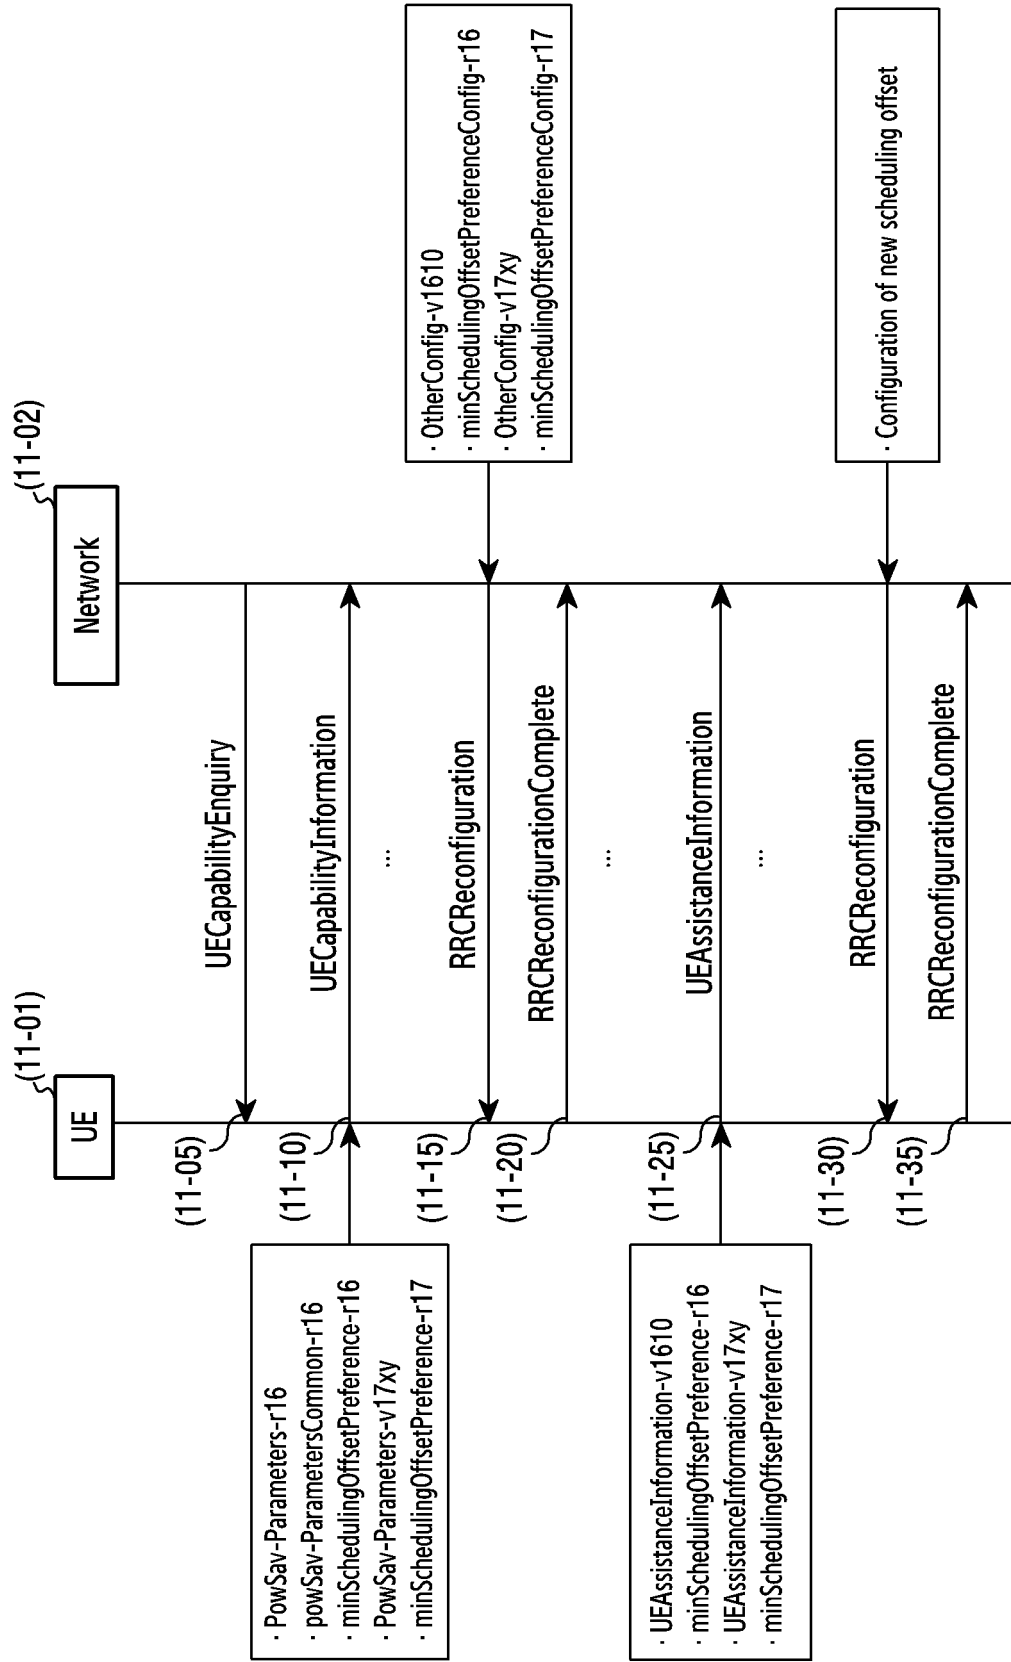 UE
(11-01)
Network
(11-02)
(11-05)
UECapabilityEnquiry
· PowSav-Parameters-r16
· powSav-ParametersCommon-r16
· minSchedulingOffsetPreference-r16
· PowSav-Parameters-v17xy
· minSchedulingOffsetPreference-r17
(11-10)
UECapabilityInformation
...
(11-15)
RRCReconfiguration
· OtherConfig-v1610
· minSchedulingOffsetPreferenceConfig-r16
· OtherConfig-v17xy
· minSchedulingOffsetPreferenceConfig-r17
(11-20)
RRCReconfigurationComplete
...
· UEAssistanceInformation-v1610
· minSchedulingOffsetPreference-r16
· UEAssistanceInformation-v17xy
· minSchedulingOffsetPreference-r17
(11-25)
UEAssistanceInformation
...
(11-30)
RRCReconfiguration
· Configuration of new scheduling offset
(11-35)
RRCReconfigurationComplete